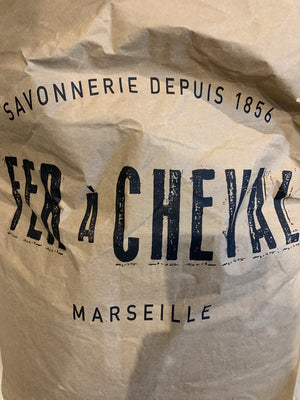 SAVONNERIE DEPUIS 1856
FER À CHEVAL
MARSEILLE